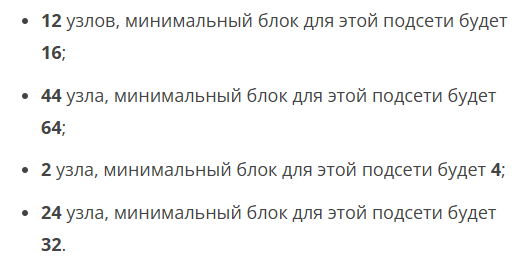 • 12 узлов, минимальный блок для этой подсети будет
16;
• 44 узла, минимальный блок для этой подсети будет
64;
• 2 узла, минимальный блок для этой подсети будет 4;
• 24 узла, минимальный блок для этой подсети будет
32.